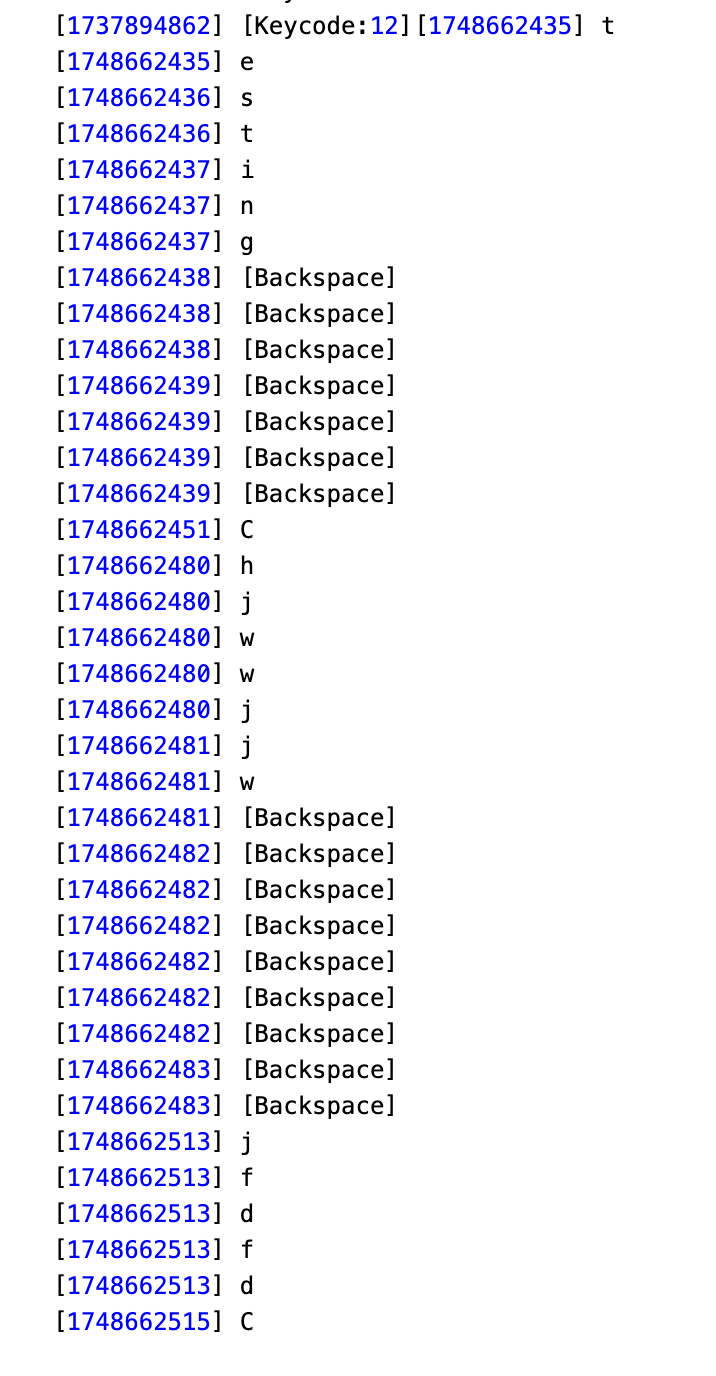 [1737894862] [Keycode:12][1748662435] t
[1748662435] e
[1748662436] s
[1748662436] t
[1748662437] i
[1748662437] n
[1748662437] g
[1748662438] [Backspace]
[1748662438] [Backspace]
[1748662438] [Backspace]
[1748662439] [Backspace]
[1748662439] [Backspace]
[1748662439] [Backspace]
[1748662439] [Backspace]
[1748662451] C
[1748662480] h
[1748662480] j
[1748662480] w
[1748662480] w
[1748662480] j
[1748662481] j
[1748662481] w
[1748662481] [Backspace]
[1748662482] [Backspace]
[1748662482] [Backspace]
[1748662482] [Backspace]
[1748662482] [Backspace]
[1748662482] [Backspace]
[1748662482] [Backspace]
[1748662483] [Backspace]
[1748662483] [Backspace]
[1748662513] j
[1748662513] f
[1748662513] d
[1748662513] f
[1748662513] d
[1748662515] C